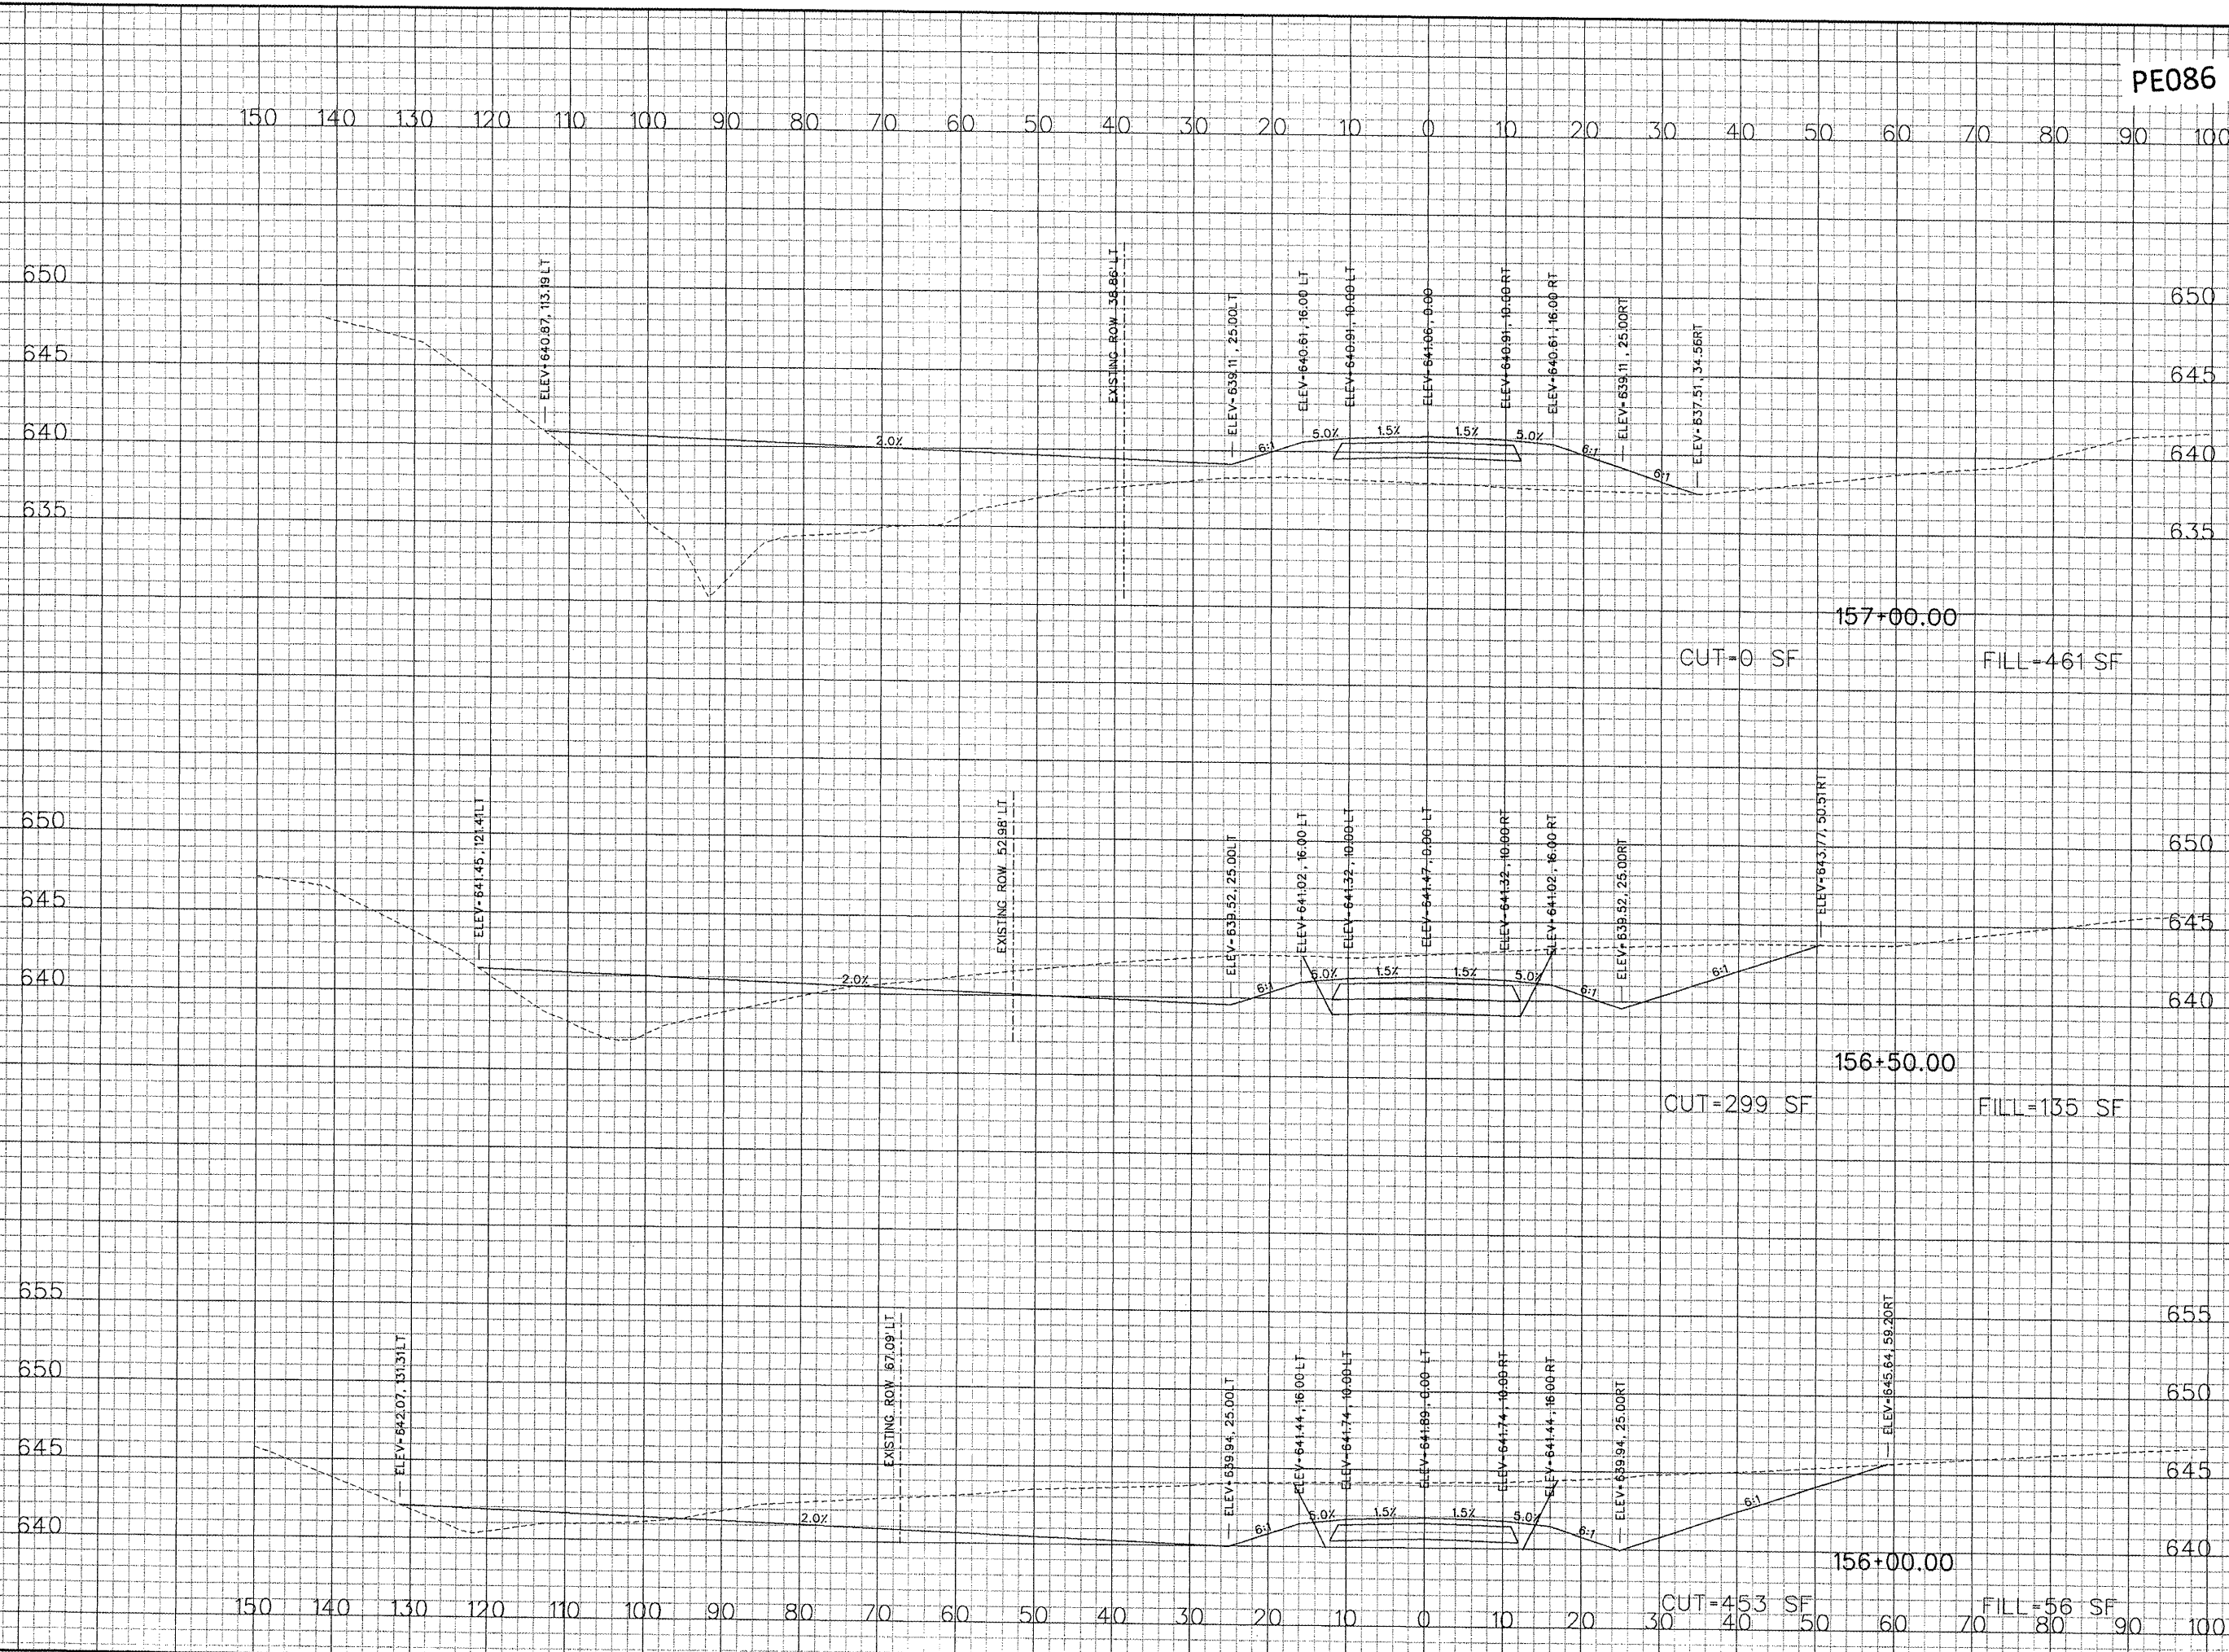 PE086
150 140 130 120 110 100 90 80 70 60 50 40 30 20 10 0 10 20 30 40 50 60 70 80 90 100
ELEV=640.87, 113.19 LT
EXISTING ROW 38.86' LT
ELEV=639.11, 25.00LT
ELEV=640.61, 16.00 LT
ELEV=640.91, 10.00 LT
ELEV=641.06, 0.00
ELEV=640.91, 10.00 RT
ELEV=640.61, 16.00 RT
ELEV=639.11, 25.00RT
ELEV=637.51, 34.56RT
650 650
645 645
640 2.0% 6:1 5.0% 1.5% 1.5% 5.0% 6:1 6:1 640
635 635
157+00.00
CUT=0 SF FILL=461 SF
ELEV=641.45, 121.41LT
EXISTING ROW 52.98' LT
ELEV=639.52, 25.00LT
ELEV=641.02, 16.00 LT
ELEV=641.32, 10.00 LT
ELEV=641.47, 0.00 LT
ELEV=641.32, 10.00 RT
ELEV=641.02, 16.00 RT
ELEV=639.52, 25.00RT
ELEV=643.77, 50.51RT
650 650
645 645
640 2.0% 6:1 5.0% 1.5% 1.5% 5.0% 6:1 6:1 640
156+50.00
CUT=299 SF FILL=135 SF
ELEV=642.07, 131.31LT
EXISTING ROW 67.09' LT
ELEV=639.94, 25.00LT
ELEV=641.44, 16.00 LT
ELEV=641.74, 10.00 LT
ELEV=641.89, 0.00 LT
ELEV=641.74, 10.00 RT
ELEV=641.44, 16.00 RT
ELEV=639.94, 25.00RT
ELEV=645.64, 59.20RT
655 655
650 650
645 645
640 2.0% 6:1 5.0% 1.5% 1.5% 5.0% 6:1 6:1 640
156+00.00
CUT=453 SF FILL=56 SF
150 140 130 120 110 100 90 80 70 60 50 40 30 20 10 0 10 20 30 40 50 60 70 80 90 100